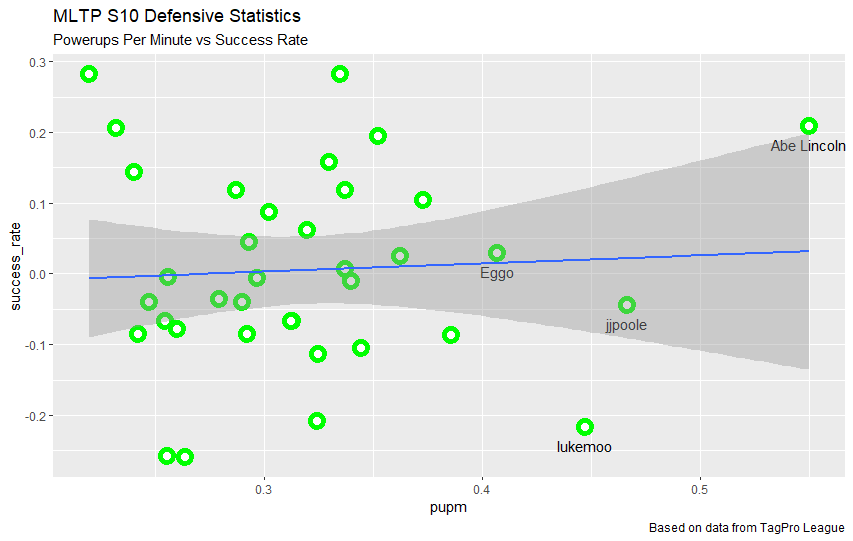 MLTP S10 Defensive Statistics
Powerups Per Minute vs Success Rate
0.3
0.2
Abe Lincoln
0.1
success_rate
0.0
Eggo
jjpoole
-0.1
-0.2
lukemoo
0.3
0.4
0.5
pupm
Based on data from TagPro League